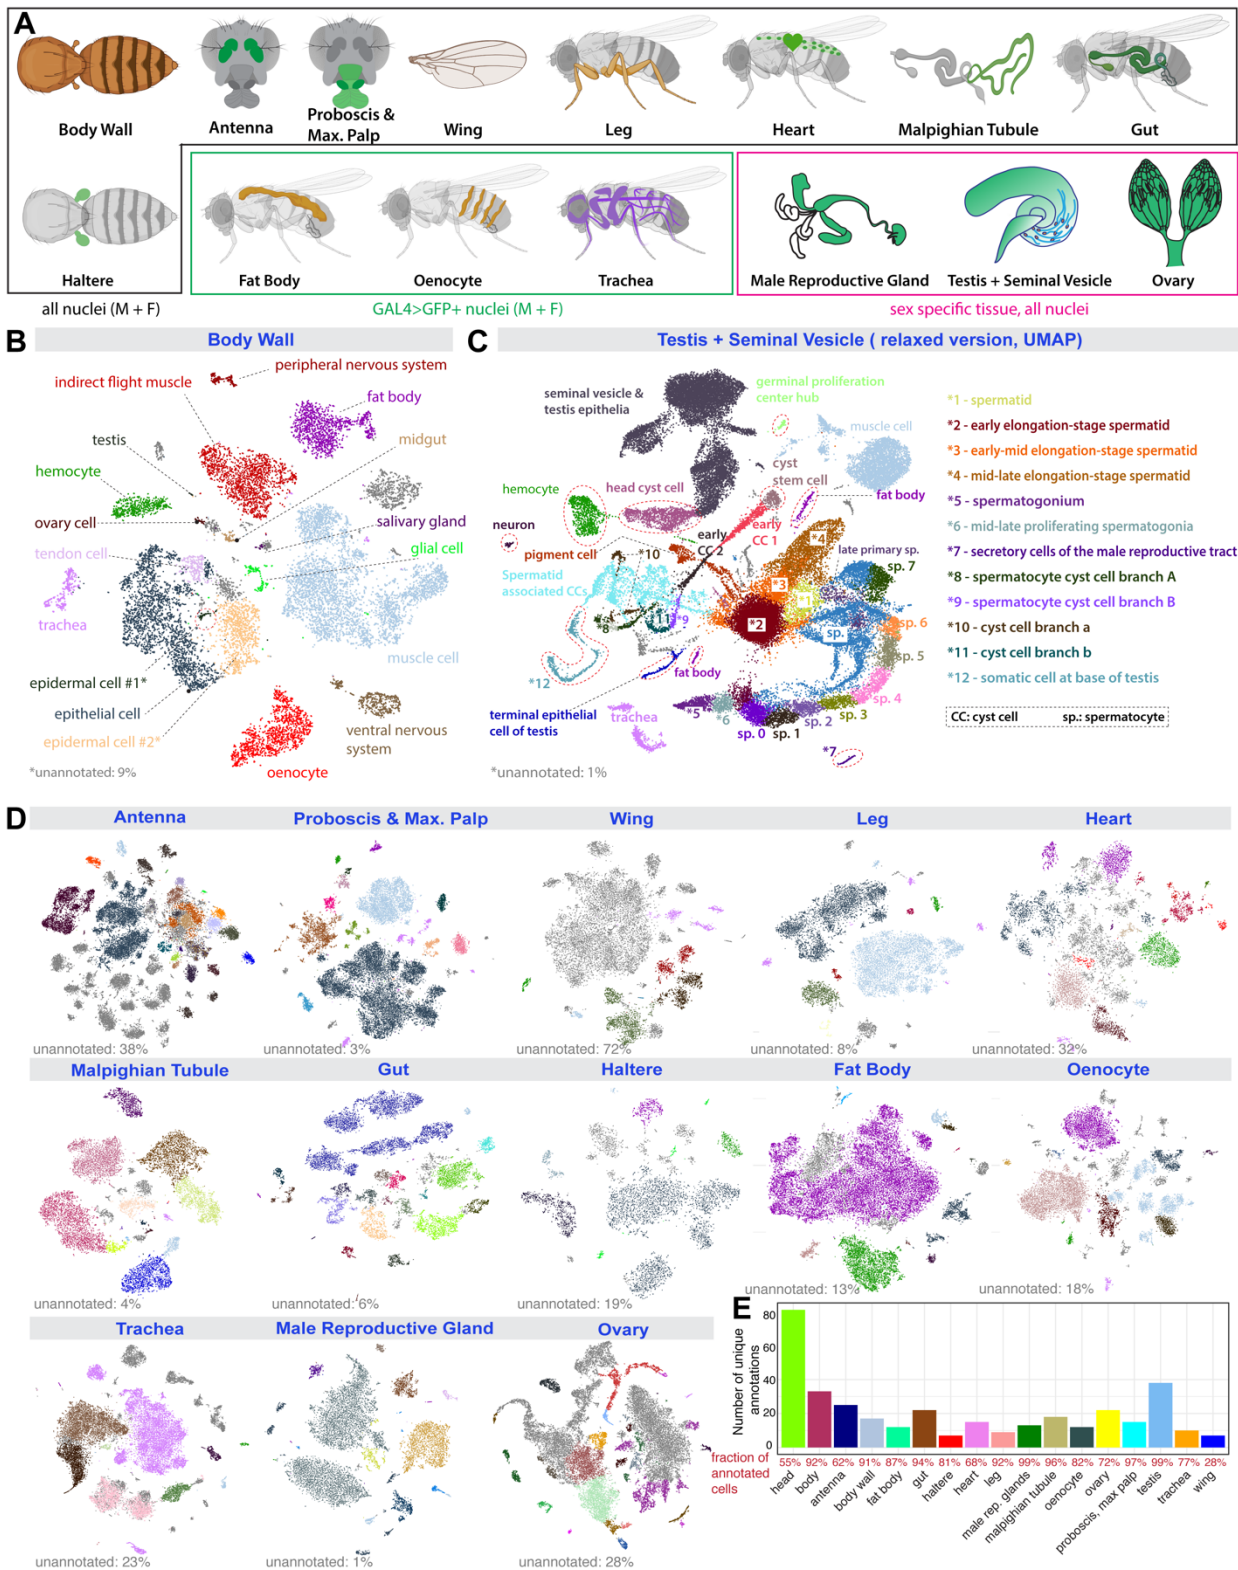 A
Body Wall
Antenna
Proboscis &
Max. Palp
Wing
Leg
Heart
Malpighian Tubule
Gut
Haltere
Fat Body
Oenocyte
Trachea
Male Reproductive Gland
Testis + Seminal Vesicle
Ovary
all nuclei (M + F)
GAL4>GFP+ nuclei (M + F)
sex specific tissue, all nuclei
B
Body Wall
peripheral nervous system
indirect flight muscle
fat body
testis
midgut
hemocyte
ovary cell
salivary gland
tendon cell
glial cell
trachea
muscle cell
epidermal cell #1*
epithelial cell
epidermal cell #2*
ventral nervous
system
oenocyte
*unannotated: 9%
C
Testis + Seminal Vesicle ( relaxed version, UMAP)
seminal vesicle &
testis epithelia
germinal proliferation
center hub
muscle cell
cyst
stem cell
hemocyte
head cyst cell
fat body
neuron
early
CC 2
early
CC 1
pigment cell
*10
*4
late primary sp.
sp. 7
Spermatid
associated CCs
*3
*1
*8
11
*9
*2
sp.
sp. 6
sp. 5
*12
fat body
sp. 4
terminal epithelial
cell of testis
trachea
*5
*6
sp. 0
sp. 1
sp. 2
sp. 3
*7
*unannotated: 1%
*1 - spermatid
*2 - early elongation-stage spermatid
*3 - early-mid elongation-stage spermatid
*4 - mid-late elongation-stage spermatid
*5 - spermatogonium
*6 - mid-late proliferating spermatogonia
*7 - secretory cells of the male reproductive tract
*8 - spermatocyte cyst cell branch A
*9 - spermatocyte cyst cell branch B
*10 - cyst cell branch a
*11 - cyst cell branch b
*12 - somatic cell at base of testis
CC: cyst cell sp.: spermatocyte
D
Antenna
Proboscis & Max. Palp
Wing
Leg
Heart
unannotated: 38%
unannotated: 3%
unannotated: 72%
unannotated: 8%
unannotated: 32%
Malpighian Tubule
Gut
Haltere
Fat Body
Oenocyte
unannotated: 4%
unannotated: 6%
unannotated: 19%
unannotated: 13%
unannotated: 18%
Trachea
Male Reproductive Gland
Ovary
unannotated: 23%
unannotated: 1%
unannotated: 28%
E
Number of unique
annotations
80
60
40
20
0
fraction of
annotated
cells
55% 92% 62% 91% 87% 94% 81% 68% 92% 99% 96% 82% 72% 97% 99% 77% 28%
head
body
antenna
body wall
fat body
gut
haltere
heart
leg
male rep. glands
malpighian tubule
oenocyte
ovary
proboscis, max palp
testis
trachea
wing